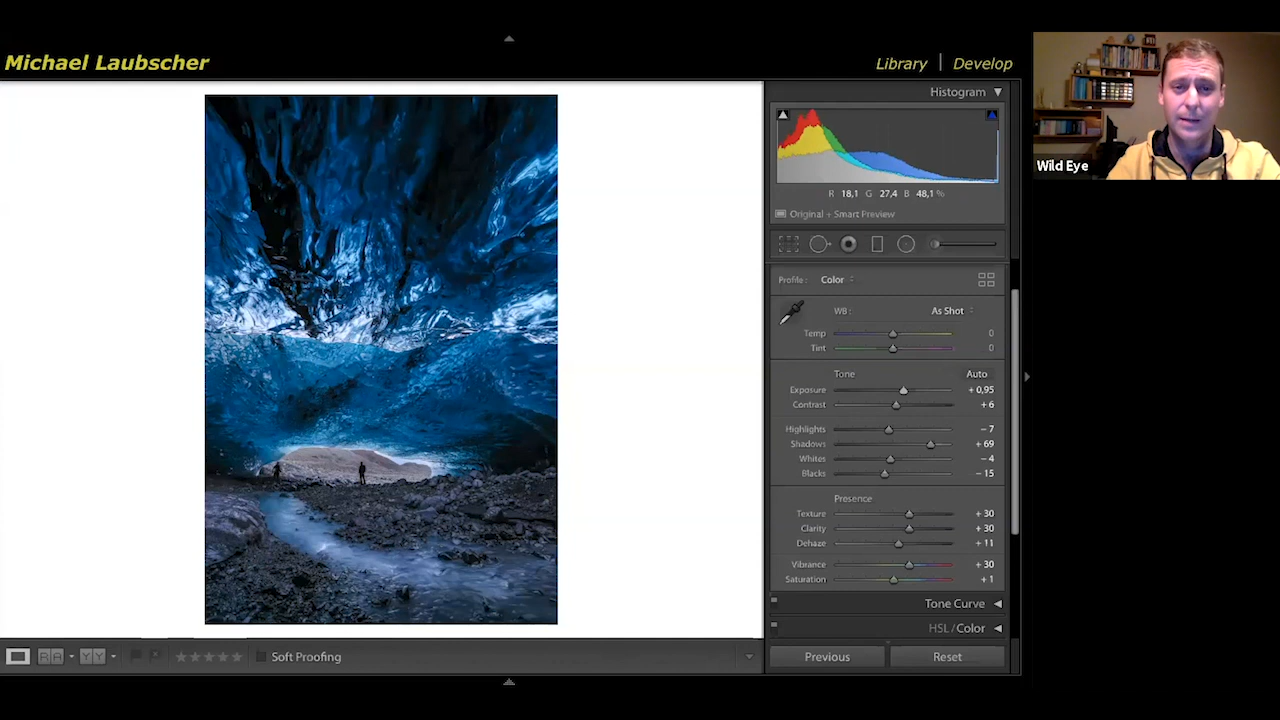 Michael Laubscher
Library | Develop
Histogram
R 18,1 G 27,4 B 48,1 %
Original + Smart Preview
Profile : Color
WB : As Shot
Temp 0
Tint 0
Tone Auto
Exposure + 0,95
Contrast + 6
Highlights - 7
Shadows + 69
Whites - 4
Blacks - 15
Presence
Texture + 30
Clarity + 30
Dehaze + 11
Vibrance + 30
Saturation + 1
Tone Curve
HSL / Color
Previous Reset
R A Y Y Soft Proofing
Wild Eye